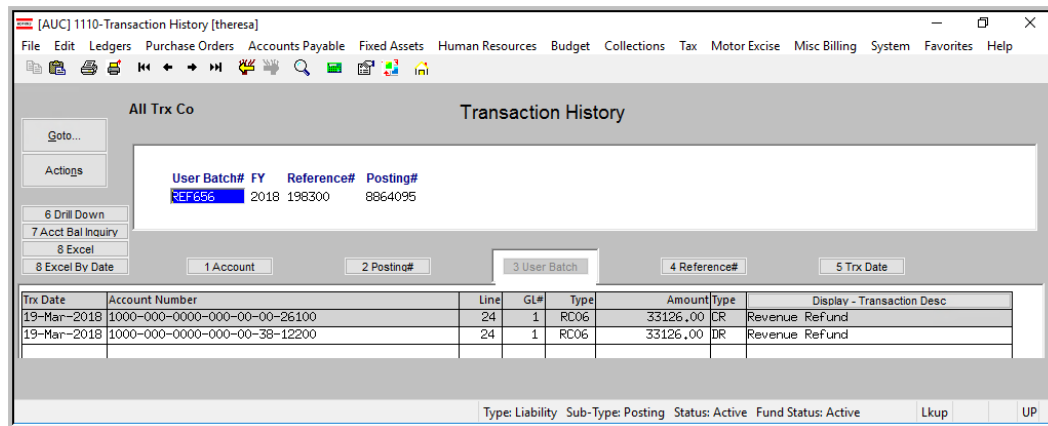 [AUC] 1110-Transaction History [theresa]
File Edit Ledgers Purchase Orders Accounts Payable Fixed Assets Human Resources Budget Collections Tax Motor Excise Misc Billing System Favorites Help
All Trx Co
Transaction History
Goto...
Actions
User Batch# FY Reference# Posting#
REF656 2018 198300 8864095
6 Drill Down
7 Acct Bal Inquiry
8 Excel
8 Excel By Date 1 Account 2 Posting# 3 User Batch 4 Reference# 5 Trx Date
Trx Date Account Number Line GL# Type Amount Type Display - Transaction Desc
19-Mar-2018 1000-000-0000-000-00-00-26100 24 1 RC06 33126.00 CR Revenue Refund
19-Mar-2018 1000-000-0000-000-00-38-12200 24 1 RC06 33126.00 DR Revenue Refund
Type: Liability Sub-Type: Posting Status: Active Fund Status: Active Lkup UP